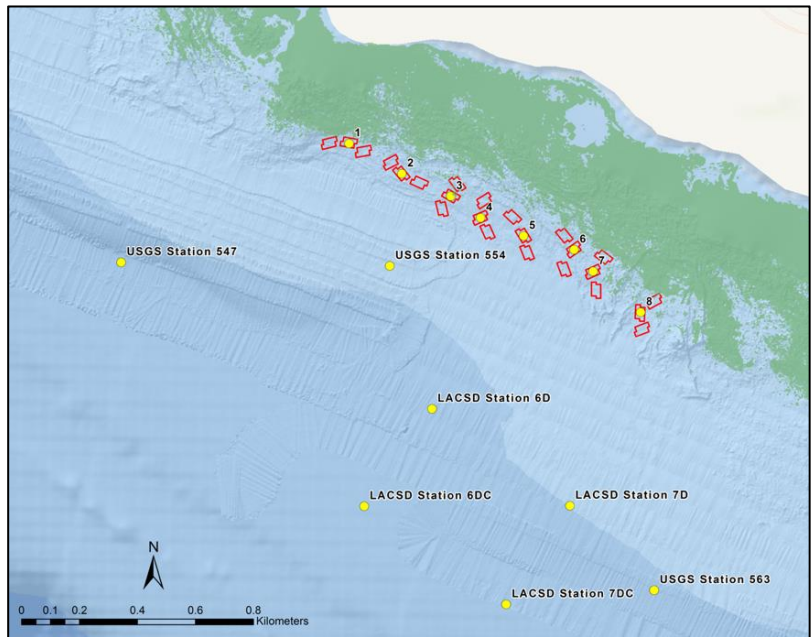 1
2
3
4
5
6
7
8
USGS Station 547
USGS Station 554
LACSD Station 6D
LACSD Station 6DC
LACSD Station 7D
USGS Station 563
LACSD Station 7DC
N
0 0.1 0.2 0.4 0.6 0.8
Kilometers